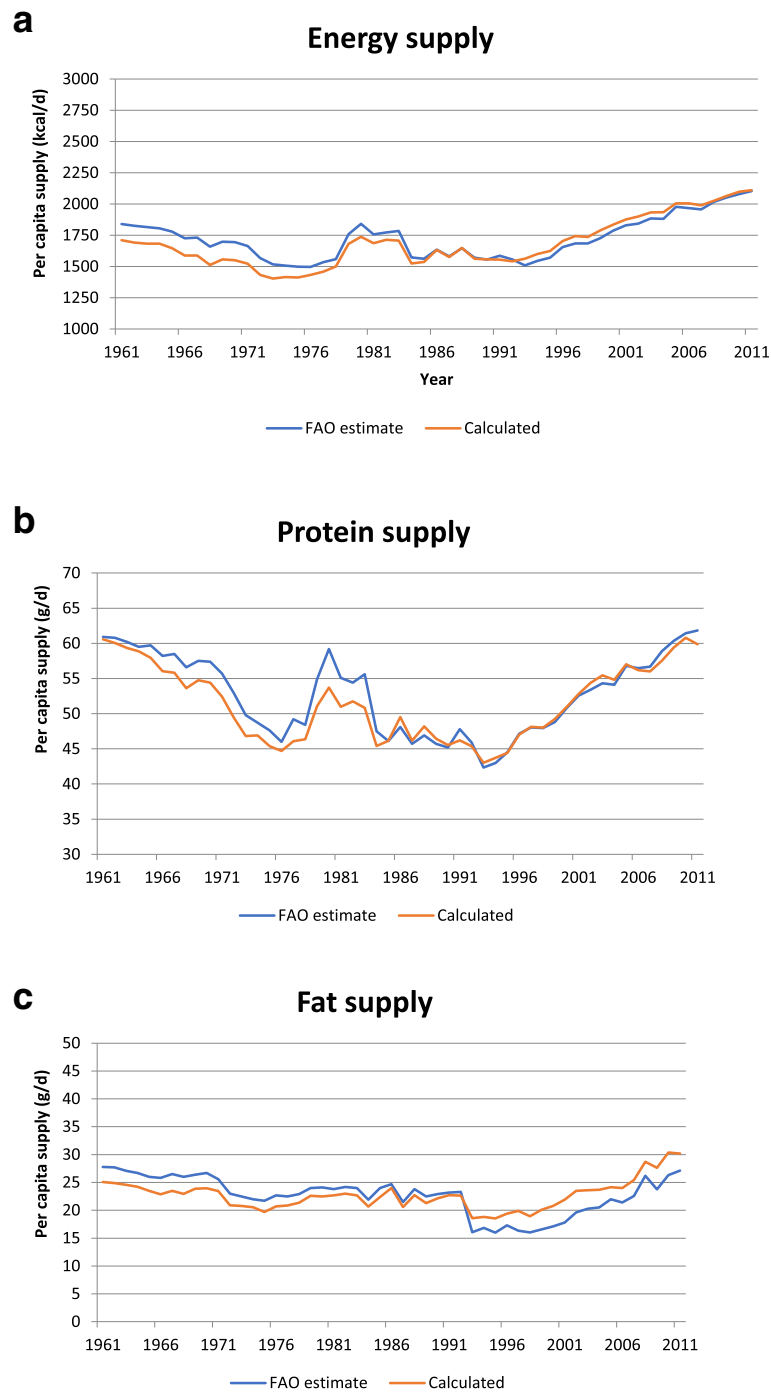 a
Energy supply
Per capita supply (kcal/d)
3000
2750
2500
2250
2000
1750
1500
1250
1000
1961 1966 1971 1976 1981 1986 1991 1996 2001 2006 2011
Year
FAO estimate Calculated
b
Protein supply
Per capita supply (g/d)
70
65
60
55
50
45
40
35
30
1961 1966 1971 1976 1981 1986 1991 1996 2001 2006 2011
FAO estimate Calculated
c
Fat supply
Per capita supply (g/d)
50
45
40
35
30
25
20
15
10
5
0
1961 1966 1971 1976 1981 1986 1991 1996 2001 2006 2011
FAO estimate Calculated